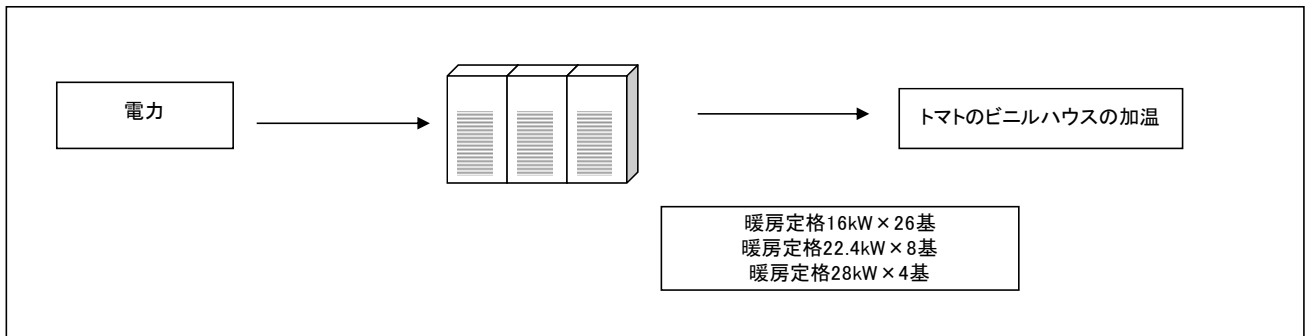 電力
トマトのビニルハウスの加温
暖房定格16kW×26基
暖房定格22.4kW×8基
暖房定格28kW×4基